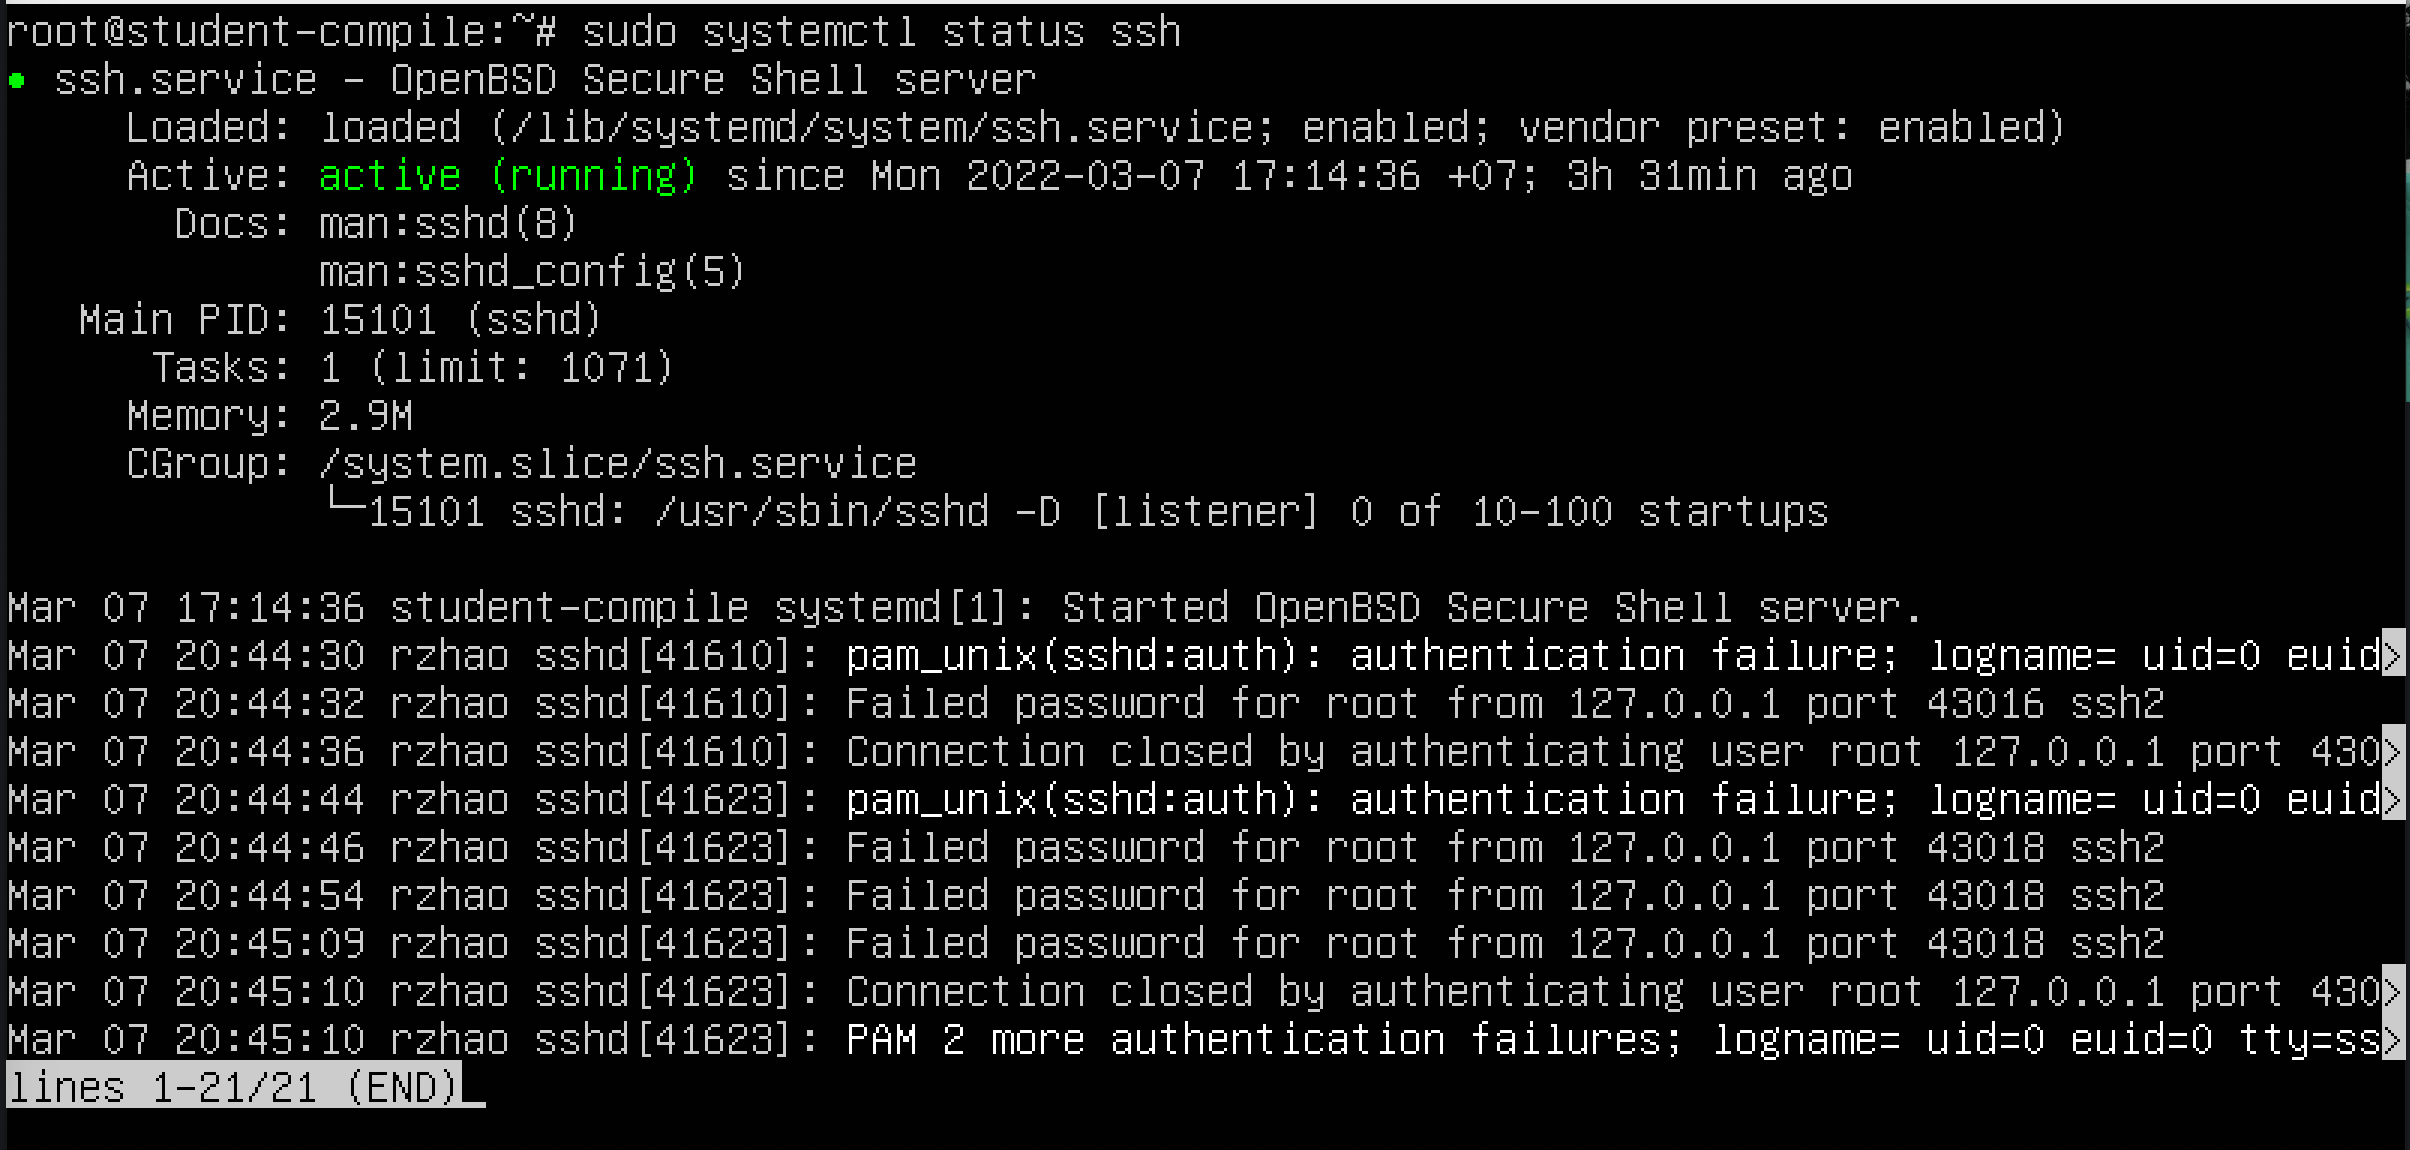 root@student-compile:~# sudo systemctl status ssh
● ssh.service - OpenBSD Secure Shell server
     Loaded: loaded (/lib/systemd/system/ssh.service; enabled; vendor preset: enabled)
     Active: active (running) since Mon 2022-03-07 17:14:36 +07; 3h 31min ago
       Docs: man:sshd(8)
             man:sshd_config(5)
   Main PID: 15101 (sshd)
      Tasks: 1 (limit: 1071)
     Memory: 2.9M
     CGroup: /system.slice/ssh.service
             └─15101 sshd: /usr/sbin/sshd -D [listener] 0 of 10-100 startups

Mar 07 17:14:36 student-compile systemd[1]: Started OpenBSD Secure Shell server.
Mar 07 20:44:30 rzhao sshd[41610]: pam_unix(sshd:auth): authentication failure; logname= uid=0 euid>
Mar 07 20:44:32 rzhao sshd[41610]: Failed password for root from 127.0.0.1 port 43016 ssh2
Mar 07 20:44:36 rzhao sshd[41610]: Connection closed by authenticating user root 127.0.0.1 port 430>
Mar 07 20:44:44 rzhao sshd[41623]: pam_unix(sshd:auth): authentication failure; logname= uid=0 euid>
Mar 07 20:44:46 rzhao sshd[41623]: Failed password for root from 127.0.0.1 port 43018 ssh2
Mar 07 20:44:54 rzhao sshd[41623]: Failed password for root from 127.0.0.1 port 43018 ssh2
Mar 07 20:45:09 rzhao sshd[41623]: Failed password for root from 127.0.0.1 port 43018 ssh2
Mar 07 20:45:10 rzhao sshd[41623]: Connection closed by authenticating user root 127.0.0.1 port 430>
Mar 07 20:45:10 rzhao sshd[41623]: PAM 2 more authentication failures; logname= uid=0 euid=0 tty=ss>
lines 1-21/21 (END)